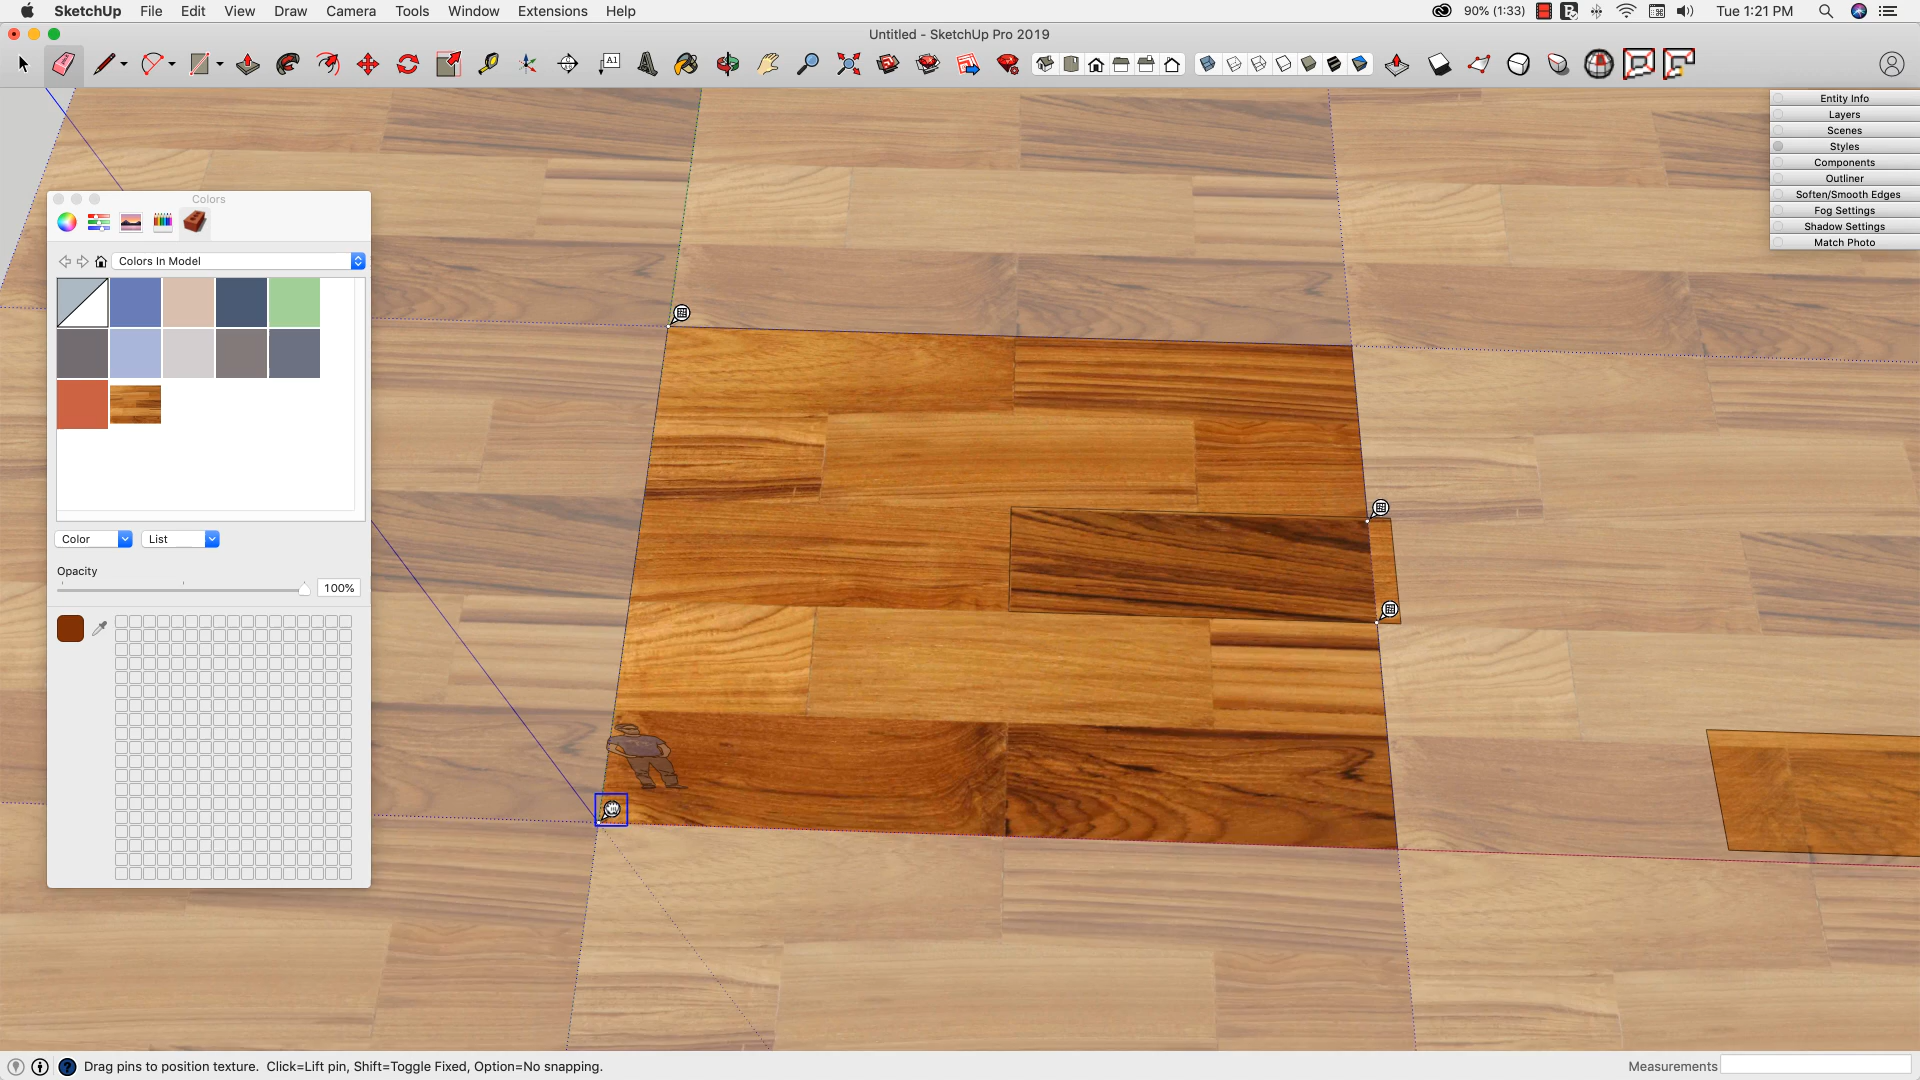 SketchUp File Edit View Draw Camera Tools Window Extensions Help 90% (1:33) Tue 1:21 PM
Untitled - SketchUp Pro 2019
A1
Entity Info
Layers
Scenes
Styles
Components
Outliner
Soften/Smooth Edges
Fog Settings
Shadow Settings
Match Photo
Colors
Colors In Model
Color List
Opacity
100%
Drag pins to position texture. Click=Lift pin, Shift=Toggle Fixed, Option=No snapping.
Measurements